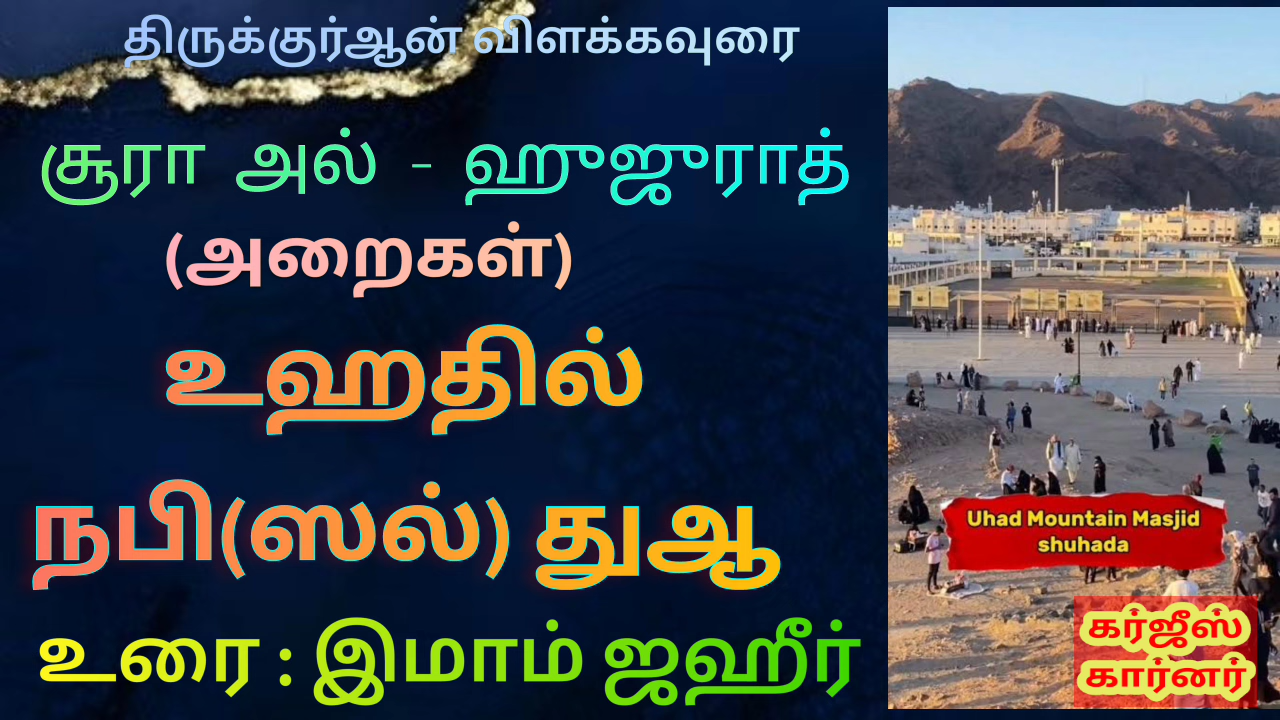 திருக்குர்ஆன் விளக்கவுரை
சூரா அல் - ஹுஜுராத்
(அறைகள்)
உஹதில்
நபி(ஸல்) துஆ
உரை : இமாம் ஜஹீர்
Uhad Mountain Masjid
shuhada
கர்ஜீஸ்
கார்னர்